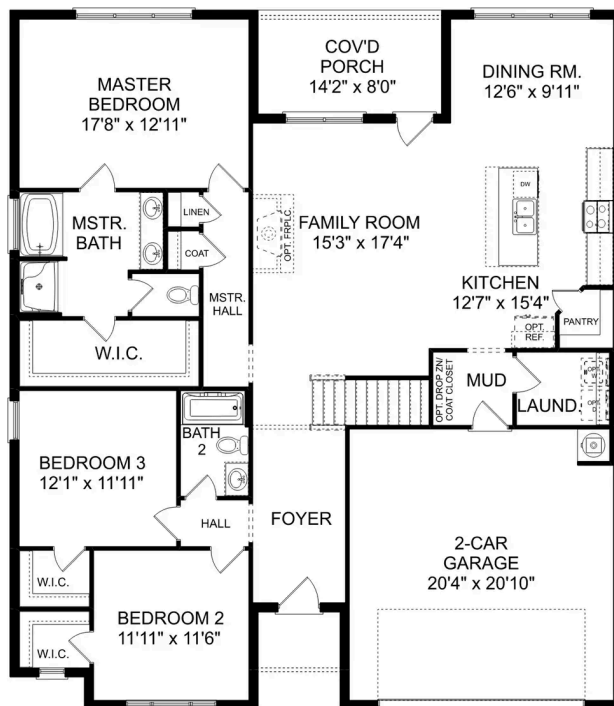 MASTER
BEDROOM
17'8" x 12'11"
COV'D
PORCH
14'2" x 8'0"
DINING RM.
12'6" x 9'11"
MSTR.
BATH
LINEN
COAT
MSTR.
HALL
W.I.C.
OPT. FRPLC.
FAMILY ROOM
15'3" x 17'4"
DW
KITCHEN
12'7" x 15'4"
OPT.
REF.
PANTRY
OPT. DROP ZN/
COAT CLOSET
MUD
LAUND.
OPT.
W
OPT.
D
BEDROOM 3
12'1" x 11'11"
BATH
2
HALL
FOYER
W.I.C.
W.I.C.
BEDROOM 2
11'11" x 11'6"
2-CAR
GARAGE
20'4" x 20'10"